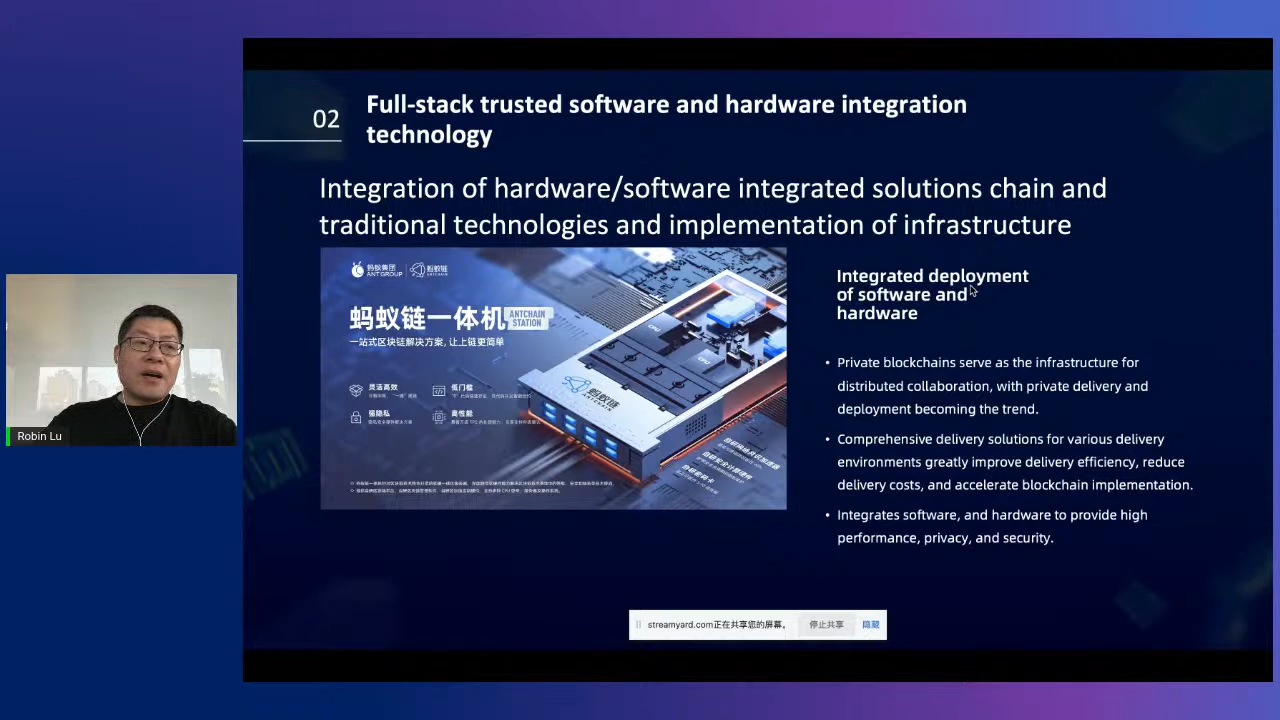 02
Full-stack trusted software and hardware integration
technology
Integration of hardware/software integrated solutions chain and
traditional technologies and implementation of infrastructure
蚂蚁集团
ANT GROUP
蚂蚁链
ANTCHAIN
蚂蚁链一体机
ANTCHAIN
STATION
一站式区块链解决方案, 让上链更简单
灵活高效
低门槛
强隐私
高性能
CPU
CPU
蚂蚁链
ANTCHAIN
Integrated deployment
of software and
hardware
• Private blockchains serve as the infrastructure for
distributed collaboration, with private delivery and
deployment becoming the trend.
• Comprehensive delivery solutions for various delivery
environments greatly improve delivery efficiency, reduce
delivery costs, and accelerate blockchain implementation.
• Integrates software, and hardware to provide high
performance, privacy, and security.
Robin Lu
streamyard.com正在共享您的屏幕。 停止共享 隐藏